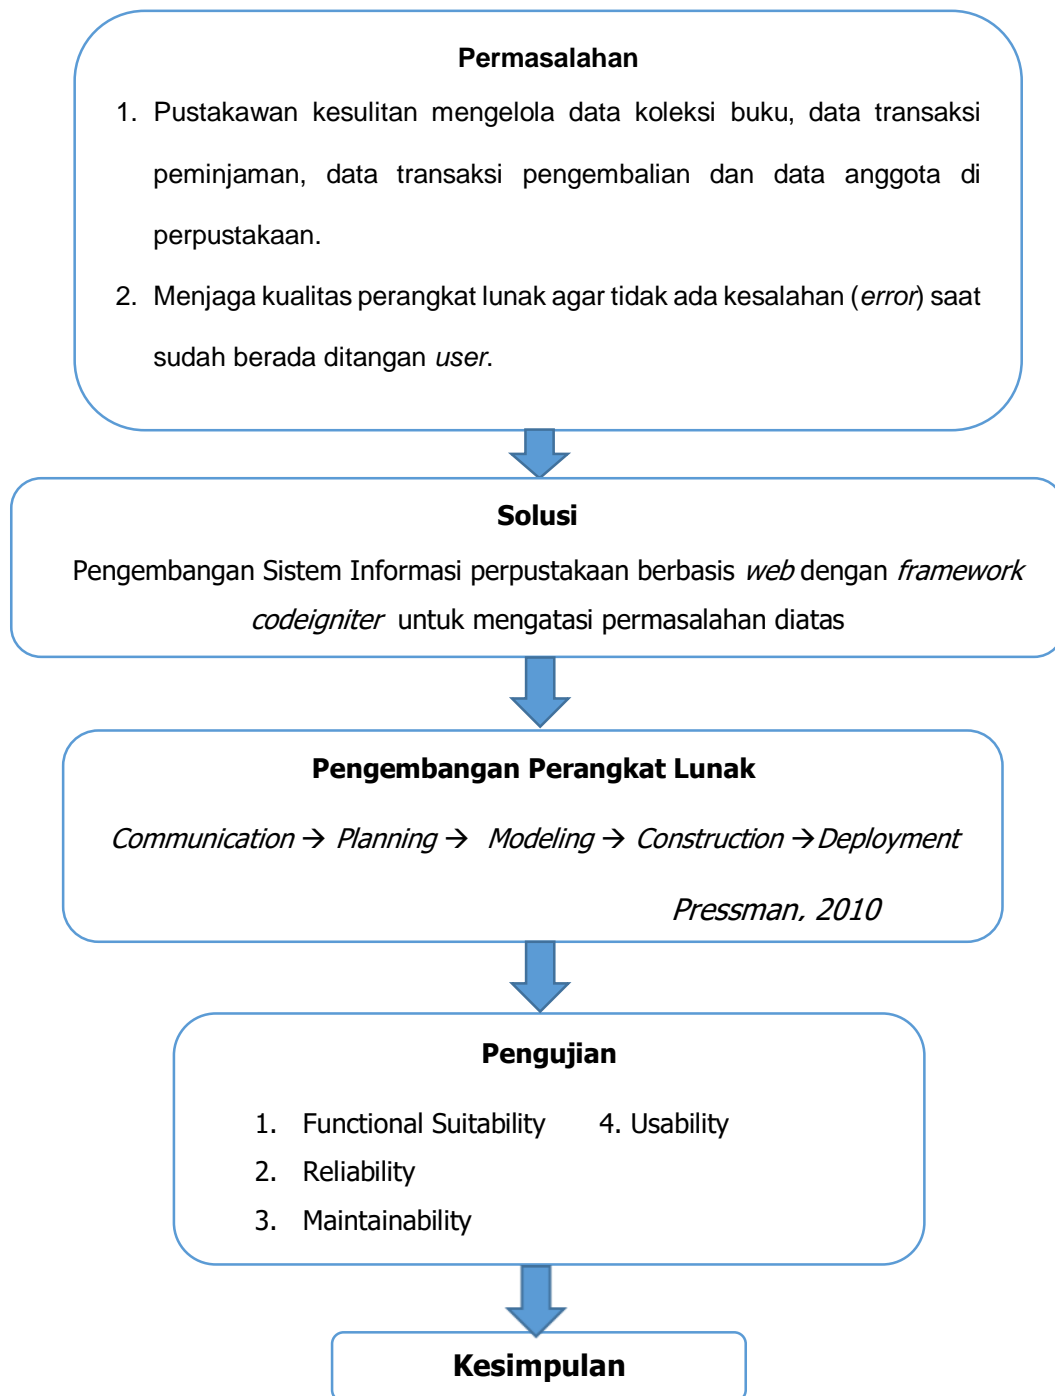 Permasalahan
1. Pustakawan kesulitan mengelola data koleksi buku, data transaksi
peminjaman, data transaksi pengembalian dan data anggota di
perpustakaan.
2. Menjaga kualitas perangkat lunak agar tidak ada kesalahan (error) saat
sudah berada ditangan user.
Solusi
Pengembangan Sistem Informasi perpustakaan berbasis web dengan framework
codeigniter untuk mengatasi permasalahan diatas
Pengembangan Perangkat Lunak
Communication → Planning → Modeling → Construction →Deployment
Pressman, 2010
Pengujian
1. Functional Suitability 4. Usability
2. Reliability
3. Maintainability
Kesimpulan